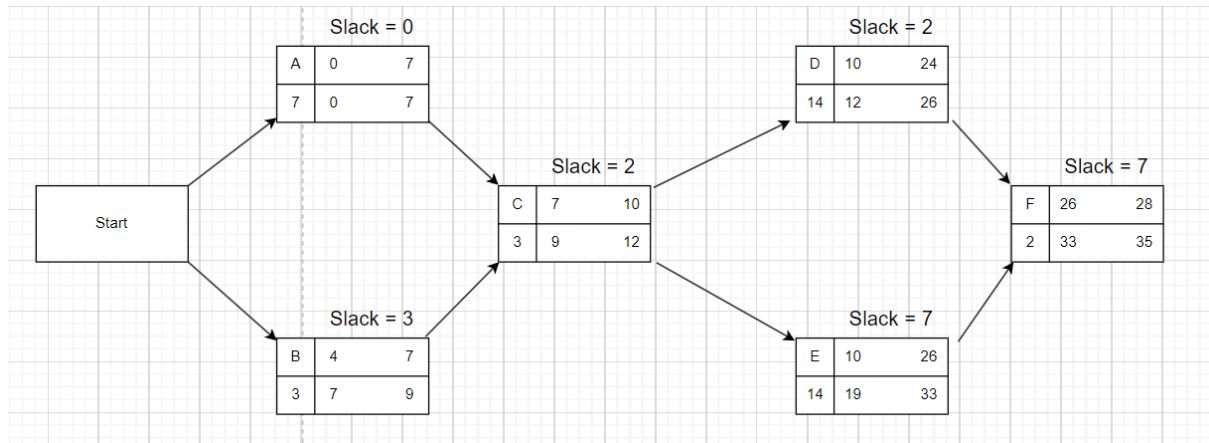 Slack = 0
A 0 7
7 0 7
Slack = 2
D 10 24
14 12 26
Slack = 2
C 7 10
3 9 12
Slack = 7
F 26 28
2 33 35
Start
Slack = 3
B 4 7
3 7 9
Slack = 7
E 10 26
14 19 33